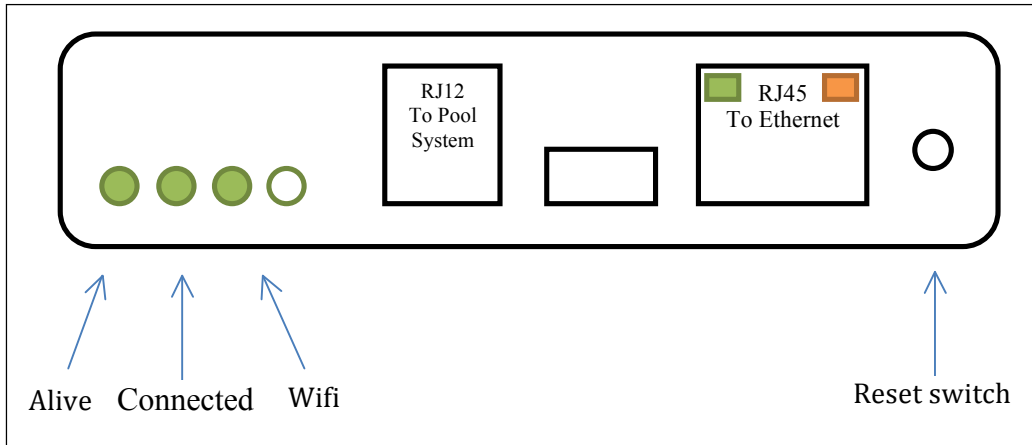 RJ12
To Pool
System
RJ45
To Ethernet
Alive
Connected
Wifi
Reset switch